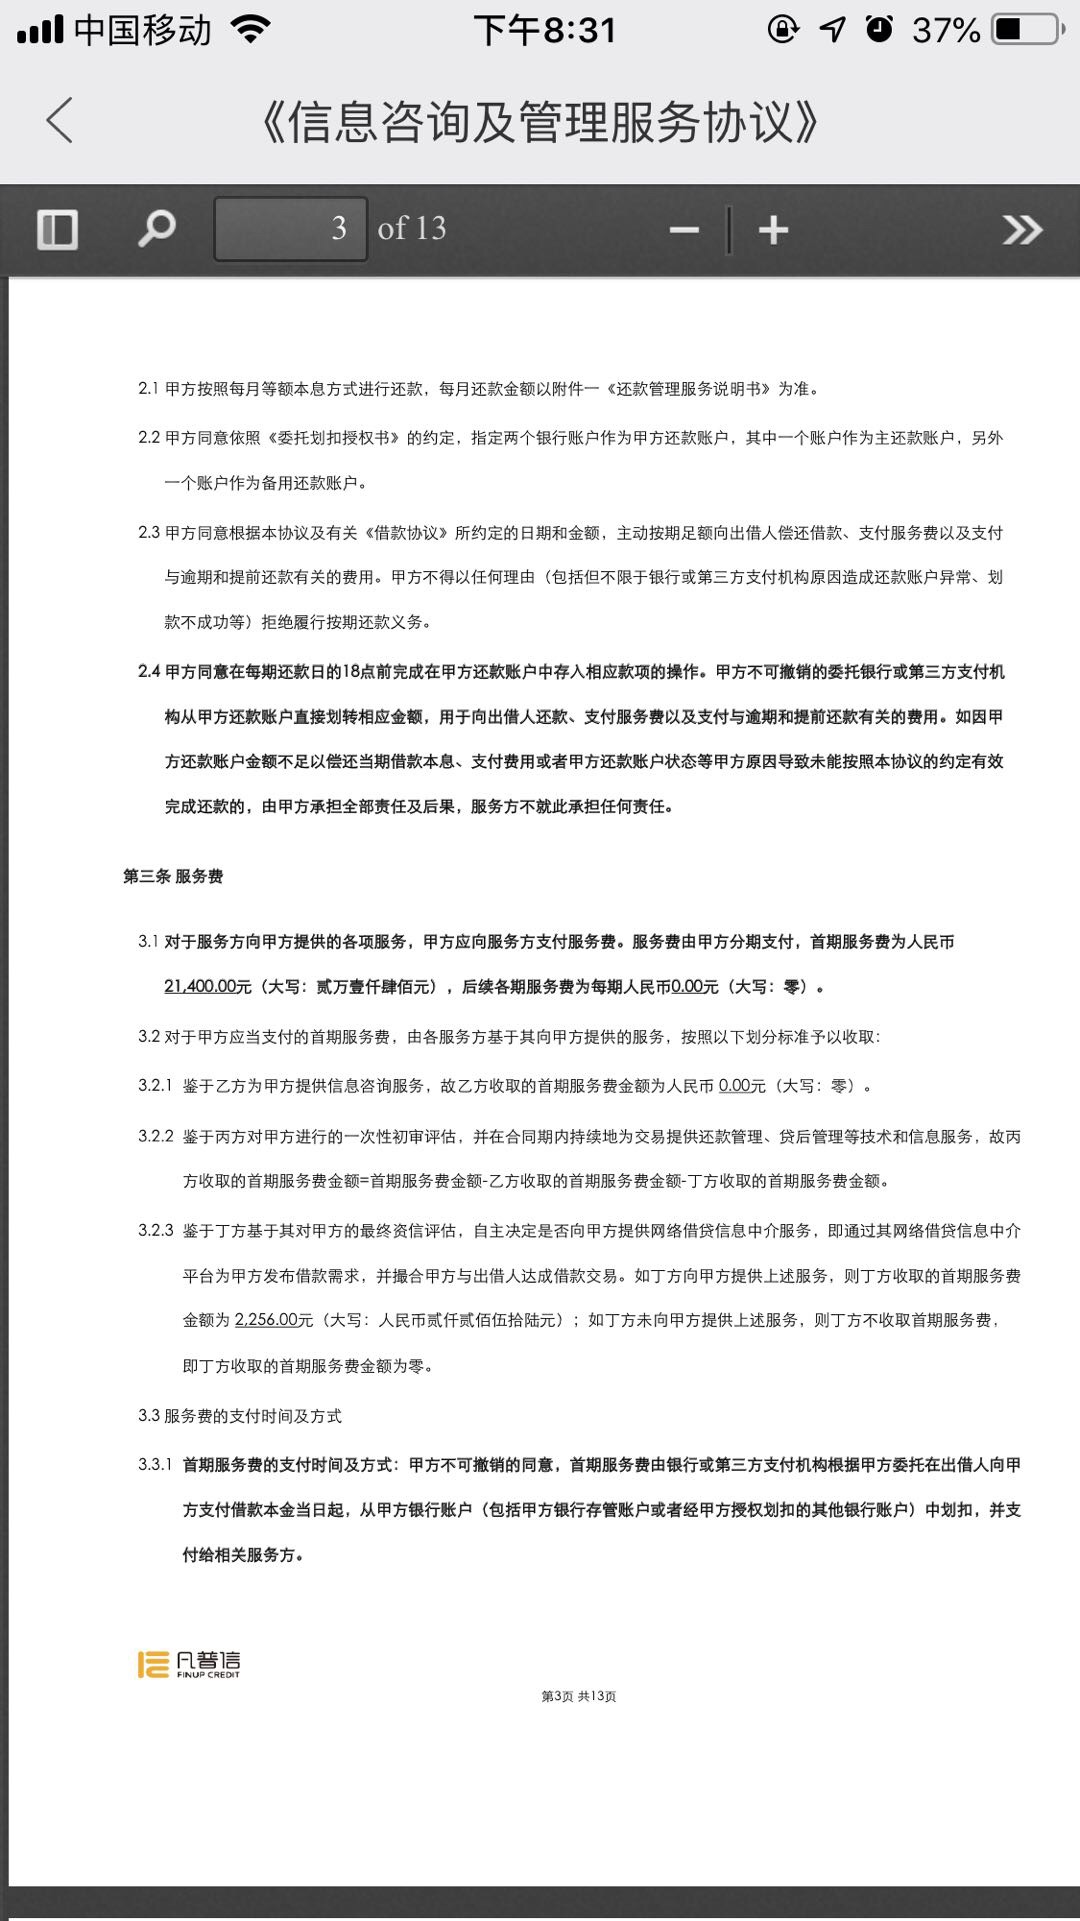 中国移动 下午8:31 37%
《信息咨询及管理服务协议》
3 of 13
2.1 甲方按照每月等额本息方式进行还款，每月还款金额以附件一《还款管理服务说明书》为准。
2.2 甲方同意依照《委托划扣授权书》的约定，指定两个银行账户作为甲方还款账户，其中一个账户作为主还款账户，另外
一个账户作为备用还款账户。
2.3 甲方同意根据本协议及有关《借款协议》所约定的日期和金额，主动按期足额向出借人偿还借款、支付服务费以及支付
与逾期和提前还款有关的费用。甲方不得以任何理由（包括但不限于银行或第三方支付机构原因造成还款账户异常、划
款不成功等）拒绝履行按期还款义务。
2.4 甲方同意在每期还款日的18点前完成在甲方还款账户中存入相应款项的操作。甲方不可撤销的委托银行或第三方支付机
构从甲方还款账户直接划转相应金额，用于向出借人还款、支付服务费以及支付与逾期和提前还款有关的费用。如因甲
方还款账户金额不足以偿还当期借款本息、支付费用或者甲方还款账户状态等甲方原因导致未能按照本协议的约定有效
完成还款的，由甲方承担全部责任及后果，服务方不就此承担任何责任。
第三条 服务费
3.1 对于服务方向甲方提供的各项服务，甲方应向服务方支付服务费。服务费由甲方分期支付，首期服务费为人民币
21,400.00元（大写：贰万壹仟肆佰元），后续各期服务费为每期人民币0.00元（大写：零）。
3.2 对于甲方应当支付的首期服务费，由各服务方基于其向甲方提供的服务，按照以下划分标准予以收取：
3.2.1 鉴于乙方为甲方提供信息咨询服务，故乙方收取的首期服务费金额为人民币 0.00元（大写：零）。
3.2.2 鉴于丙方对甲方进行的一次性初审评估，并在合同期内持续地为交易提供还款管理、贷后管理等技术和信息服务，故丙
方收取的首期服务费金额=首期服务费金额-乙方收取的首期服务费金额-丁方收取的首期服务费金额。
3.2.3 鉴于丁方基于其对甲方的最终资信评估，自主决定是否向甲方提供网络借贷信息中介服务，即通过其网络借贷信息中介
平台为甲方发布借款需求，并撮合甲方与出借人达成借款交易。如丁方向甲方提供上述服务，则丁方收取的首期服务费
金额为 2,256.00元（大写：人民币贰仟贰佰伍拾陆元）；如丁方未向甲方提供上述服务，则丁方不收取首期服务费，
即丁方收取的首期服务费金额为零。
3.3 服务费的支付时间及方式
3.3.1 首期服务费的支付时间及方式：甲方不可撤销的同意，首期服务费由银行或第三方支付机构根据甲方委托在出借人向甲
方支付借款本金当日起，从甲方银行账户（包括甲方银行存管账户或者经甲方授权划扣的其他银行账户）中划扣，并支
付给相关服务方。
凡普信
FINUP CREDIT
第3页 共13页